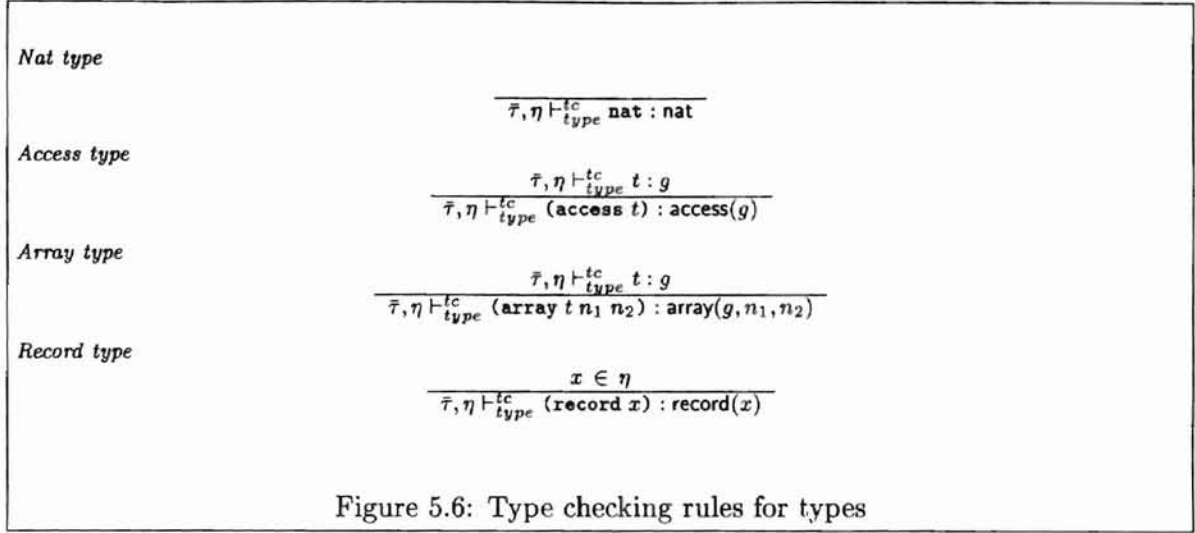 Nat type
τ̄, η ⊢^{tc}_{type} nat : nat
Access type
τ̄, η ⊢^{tc}_{type} t : g
τ̄, η ⊢^{tc}_{type} (access t) : access(g)
Array type
τ̄, η ⊢^{tc}_{type} t : g
τ̄, η ⊢^{tc}_{type} (array t n₁ n₂) : array(g, n₁, n₂)
Record type
x ∈ η
τ̄, η ⊢^{tc}_{type} (record x) : record(x)
Figure 5.6: Type checking rules for types